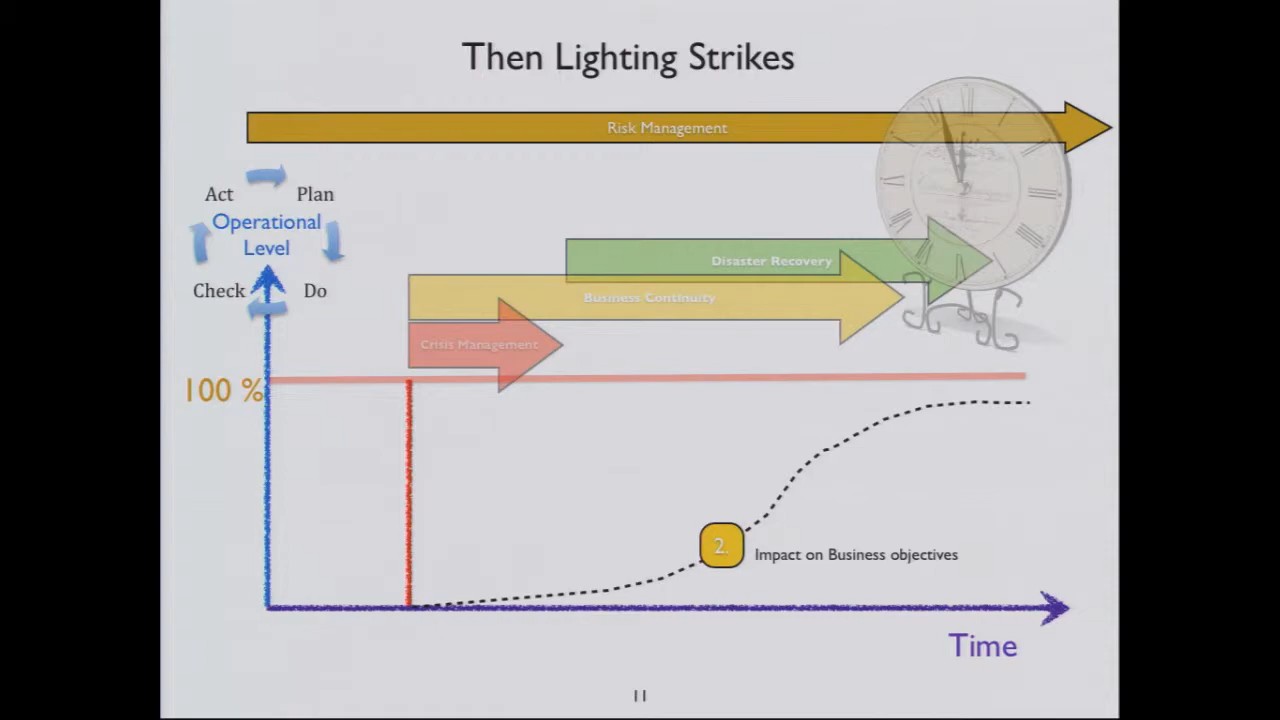 Then Lighting Strikes
Risk Management
Act
Plan
Operational
Level
Check
Do
Disaster Recovery
Business Continuity
Crisis Management
100 %
2.
Impact on Business objectives
Time
11